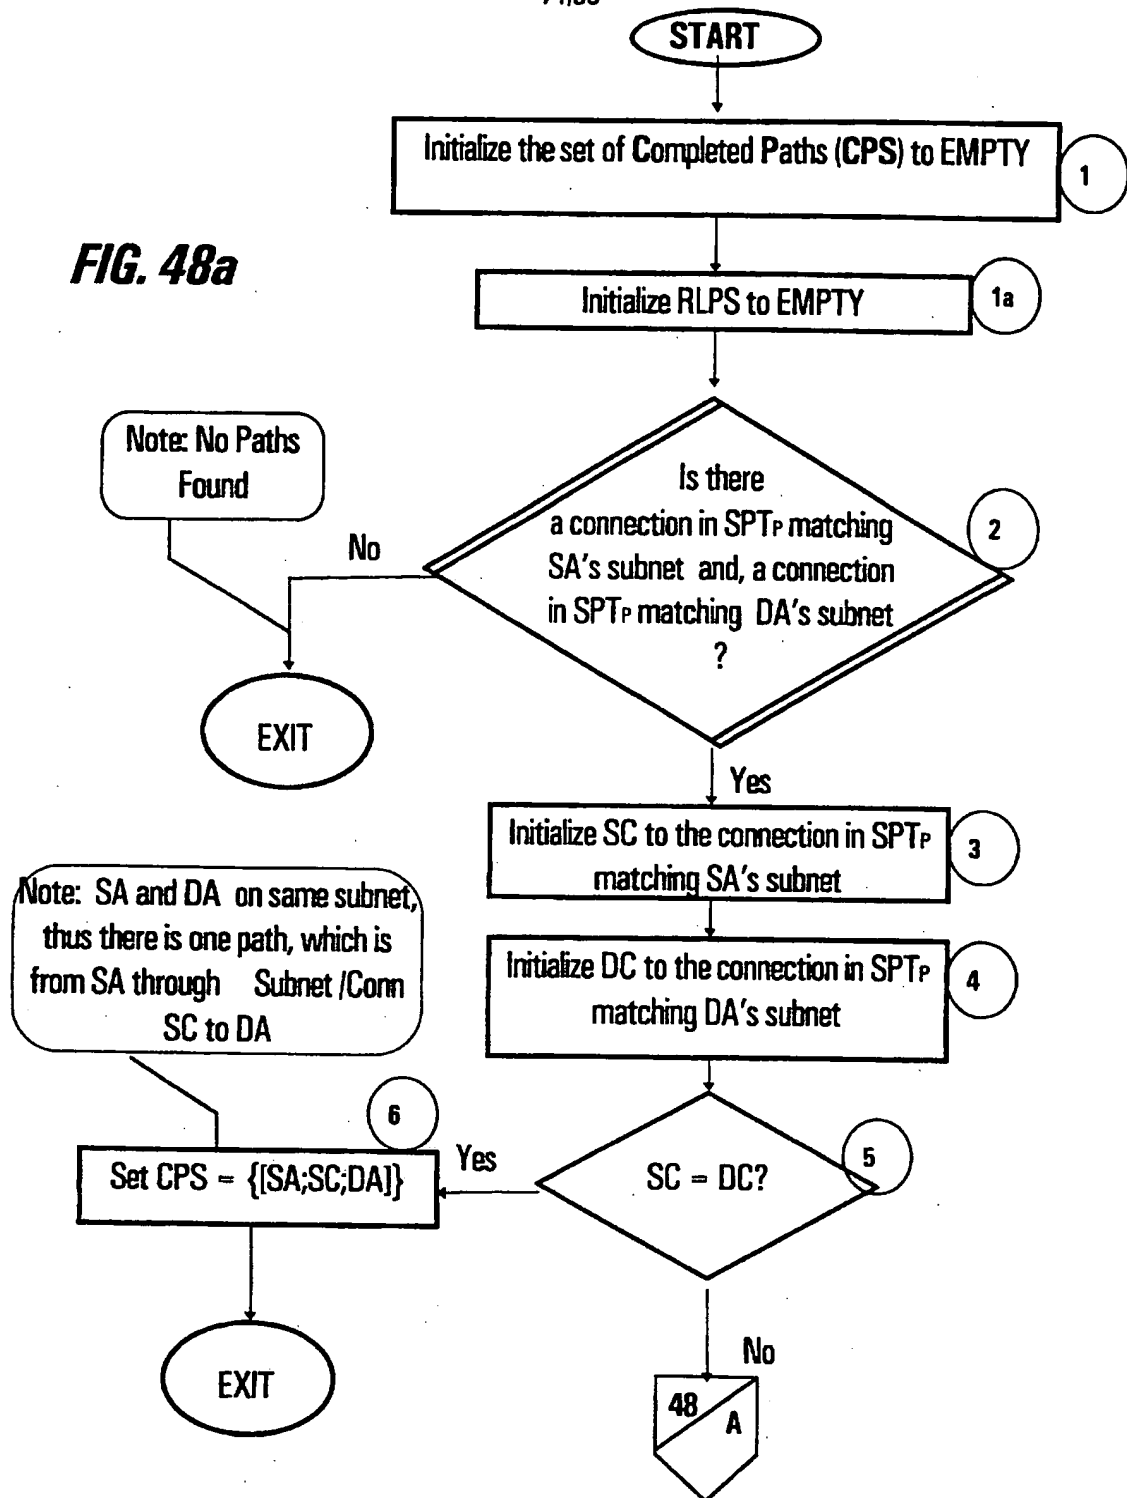 START
Initialize the set of Completed Paths (CPS) to EMPTY
1
FIG. 48a
Initialize RLPS to EMPTY
1a
Note: No Paths
Found
Is there
a connection in SPTP matching
SA's subnet and, a connection
in SPTP matching DA's subnet
?
2
No
EXIT
Yes
Initialize SC to the connection in SPTP
matching SA's subnet
3
Note: SA and DA on same subnet,
thus there is one path, which is
from SA through Subnet /Conn
SC to DA
Initialize DC to the connection in SPTP
matching DA's subnet
4
6
Set CPS = {[SA;SC;DA]}
Yes
SC = DC?
5
EXIT
No
48
A